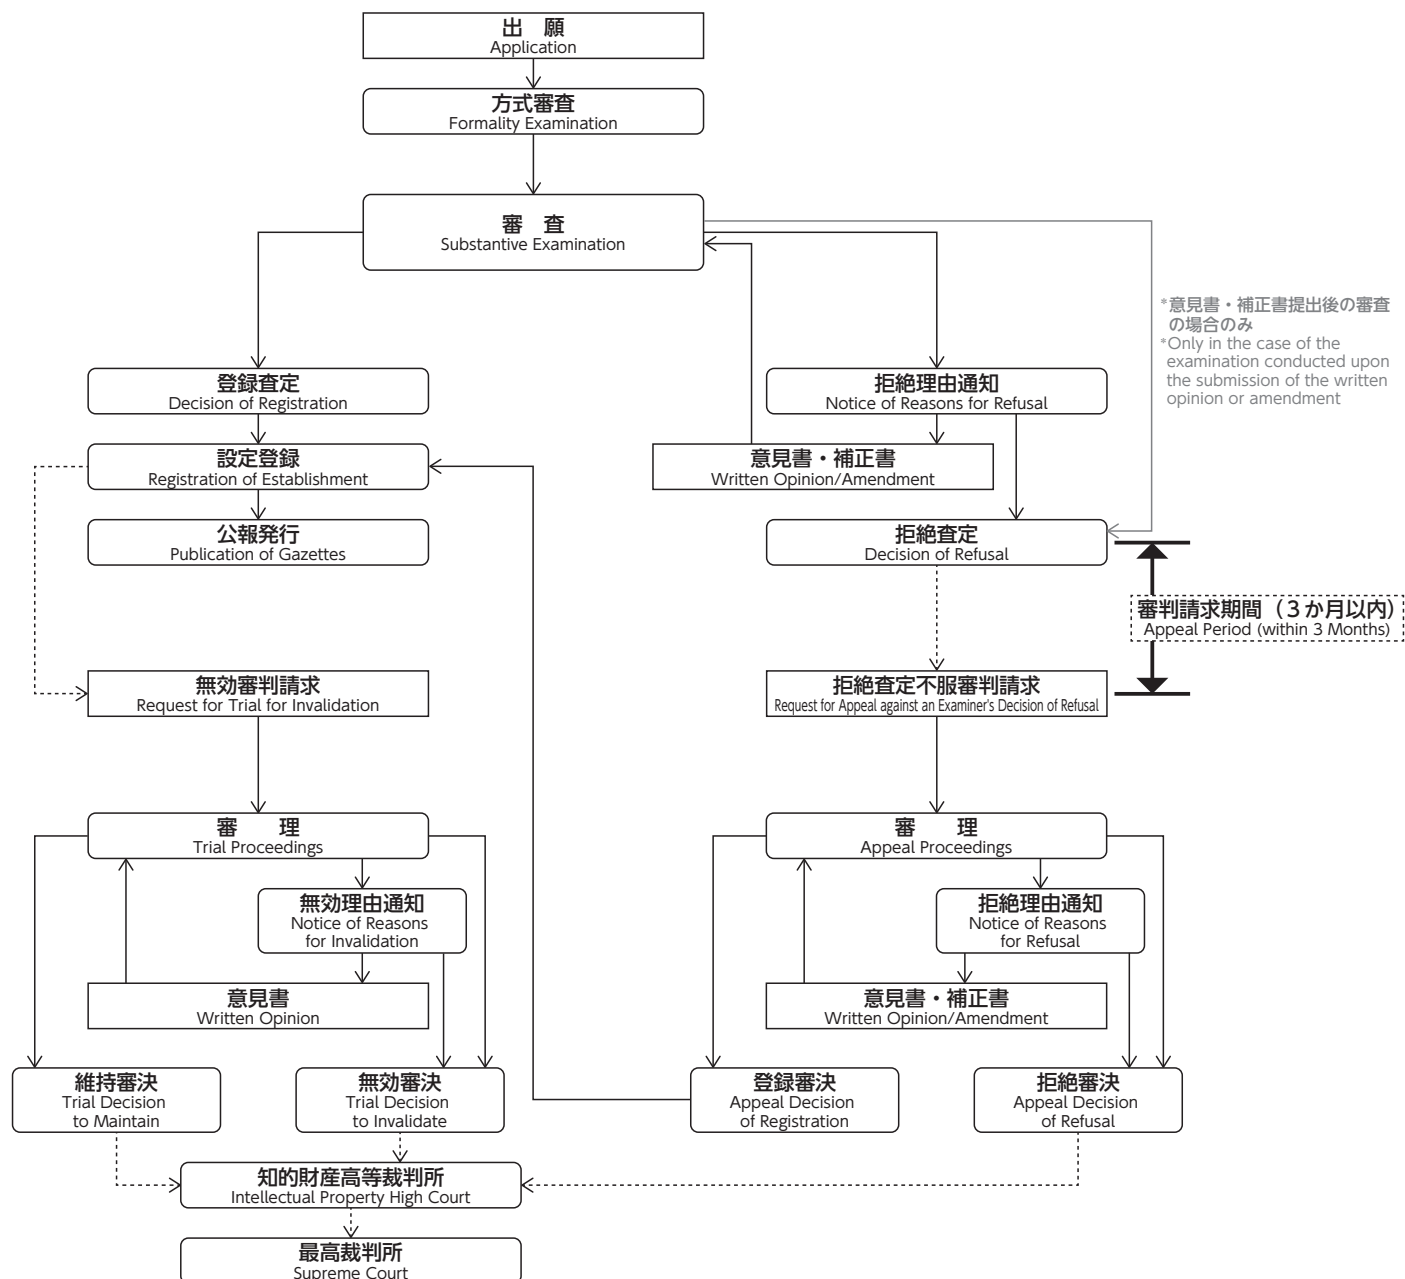 出　願
Application
方式審査
Formality Examination
審　査
Substantive Examination
*意見書・補正書提出後の審査
の場合のみ
*Only in the case of the
examination conducted upon
the submission of the written
opinion or amendment
登録査定
Decision of Registration
拒絶理由通知
Notice of Reasons for Refusal
設定登録
Registration of Establishment
意見書・補正書
Written Opinion/Amendment
公報発行
Publication of Gazettes
拒絶査定
Decision of Refusal
審判請求期間（３か月以内）
Appeal Period (within 3 Months)
無効審判請求
Request for Trial for Invalidation
拒絶査定不服審判請求
Request for Appeal against an Examiner's Decision of Refusal
審　　理
Trial Proceedings
審　　理
Appeal Proceedings
無効理由通知
Notice of Reasons
for Invalidation
拒絶理由通知
Notice of Reasons
for Refusal
意見書
Written Opinion
意見書・補正書
Written Opinion/Amendment
維持審決
Trial Decision
to Maintain
無効審決
Trial Decision
to Invalidate
登録審決
Appeal Decision
of Registration
拒絶審決
Appeal Decision
of Refusal
知的財産高等裁判所
Intellectual Property High Court
最高裁判所
Supreme Court